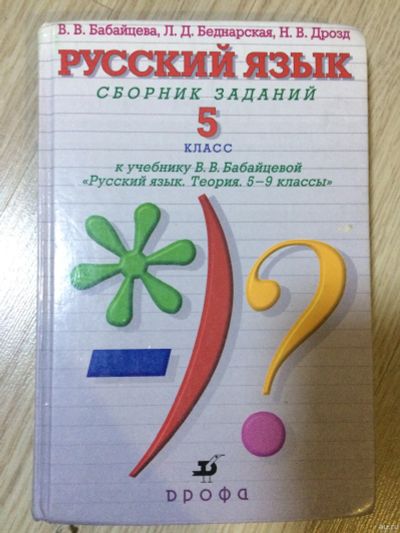 В. В. Бабайцева, Л. Д. Беднарская, Н. В. Дрозд
РУССКИЙ ЯЗЫК
СБОРНИК ЗАДАНИЙ
5
КЛАСС
к учебнику В. В. Бабайцевой
«Русский язык. Теория. 5–9 классы»
* – ) ?
дрофа